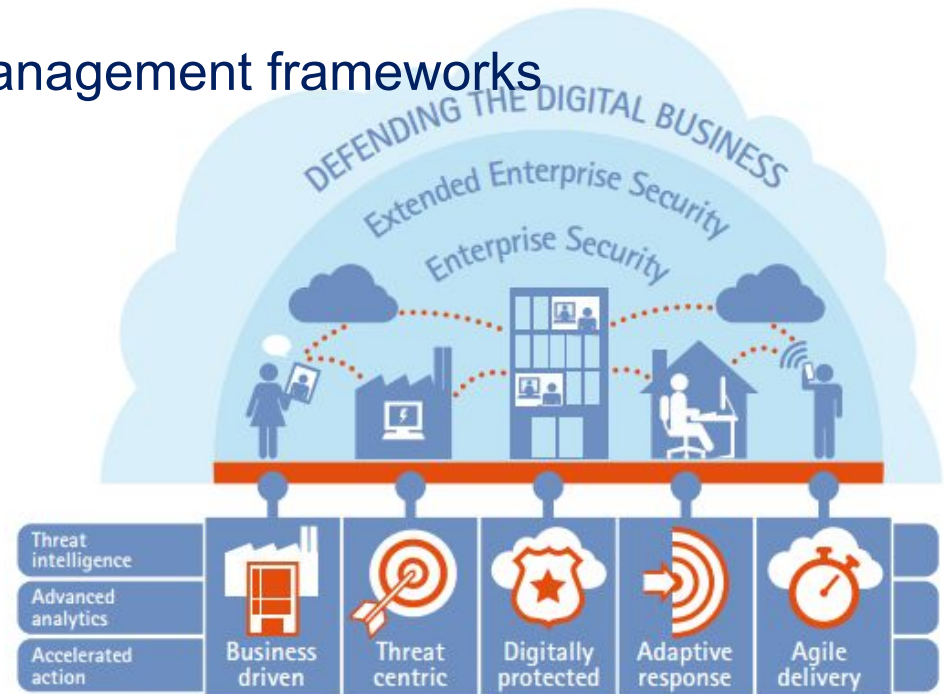 anagement frameworks
DEFENDING THE DIGITAL BUSINESS
Extended Enterprise Security
Enterprise Security
Threat
intelligence
Advanced
analytics
Accelerated
action
Business
driven
Threat
centric
Digitally
protected
Adaptive
response
Agile
delivery